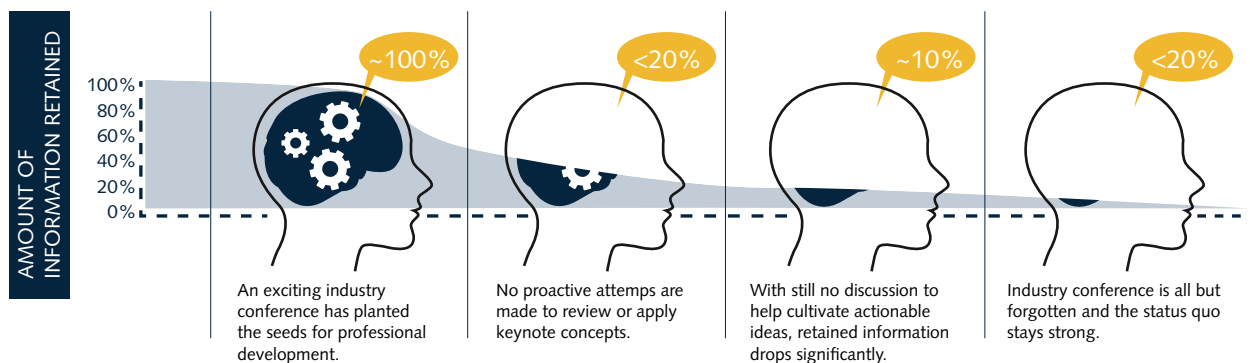 AMOUNT OF
INFORMATION RETAINED
100%
80%
60%
40%
20%
0%
~100%
An exciting industry
conference has planted
the seeds for professional
development.
<20%
No proactive attemps are
made to review or apply
keynote concepts.
~10%
With still no discussion to
help cultivate actionable
ideas, retained information
drops significantly.
<20%
Industry conference is all but
forgotten and the status quo
stays strong.